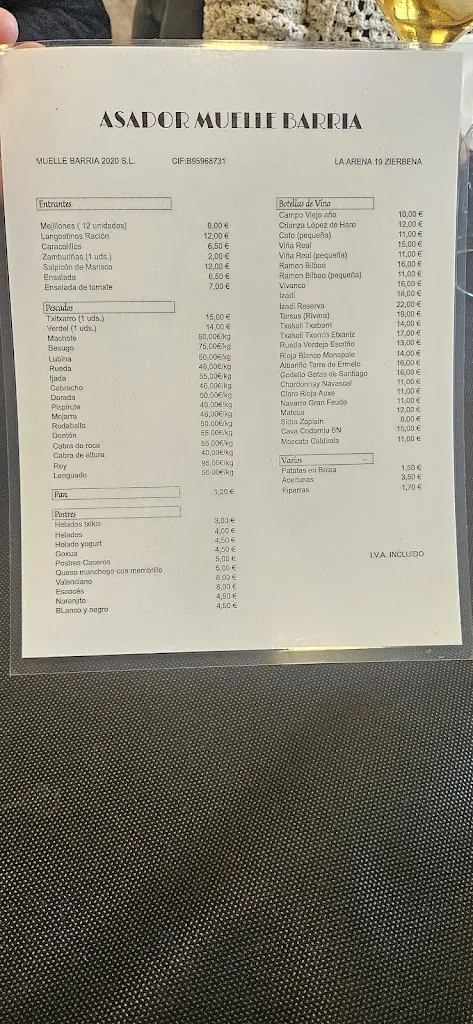 ASADOR MUELLE BARRIA
MUELLE BARRIA 2020 S.L. CIF:B95968731 LA ARENA 19 ZIERBENA
Entrantes
Mejillones ( 12 unidades) 9,00 €
Langostinos Ración 12,00 €
Caracolillos 6,50 €
Zamburiñas (1 uds.) 2,00 €
Salpicón de Marisco 12,00 €
Ensalada 6,50 €
Ensalada de tomate 7,00 €
Pescados
Txitxarro (1 uds.) 15,00 €
Verdel (1 uds.) 14,00 €
Machote 50,00€/kg
Besugo 75,00€/kg
Lubina 50,00€/kg
Rueda 46,00€/kg
Ijada 55,00€/kg
Cabracho 46,00€/kg
Dorada 50,00€/kg
Pispirute 40,00€/kg
Mojarra 46,00€/kg
Rodaballo 50,00€/kg
Dentón 55,00€/kg
Cabra de roca 55,00€/kg
Cabra de altura 40,00€/kg
Rey 95,00€/kg
Lenguado 50,00€/kg
Pan 1,20 €
Postres
Helados txikis 3,00 €
Helados 4,00 €
Helado yogurt 4,50 €
Goxua 4,50 €
Postres Caseros 5,00 €
Queso manchego con membrillo 5,00 €
Valenciano 8,00 €
Escocés 8,00 €
Naranjito 4,50 €
BLanco y negro 4,50 €
Botellas de Vino
Campo Viejo año 10,00 €
Crianza López de Haro 12,00 €
Coto (pequeña) 11,00 €
Viña Real 15,00 €
Viña Real (pequeña) 11,00 €
Ramon Bilbao 16,00 €
Ramon Bilbao (pequeña) 11,00 €
Vivanco 16,00 €
Izadi 18,00 €
Izadi Reserva 22,00 €
Tarsus (Rivera) 19,00 €
Txakoli Txabarri 14,00 €
Txakoli Txomin Etxaniz 17,00 €
Rueda Verdejo Esriño 13,00 €
Rioja Blanco Monopole 14,00 €
Albariño Torre de Ermelo 16,00 €
Godello Gotas de Santiago 16,00 €
Chardonnay Navascal 11,00 €
Claro Rioja Auxe 11,00 €
Navarro Gran Feudo 11,00 €
Mateus 12,00 €
Sidra Zapiain 8,00 €
Cava Codorniu BN 15,00 €
Moscato Caldirola 11,00 €
Varios
Patatas en Bolsa 1,50 €
Aceitunas 3,50 €
Piparras 1,70 €
I.V.A. INCLUIDO